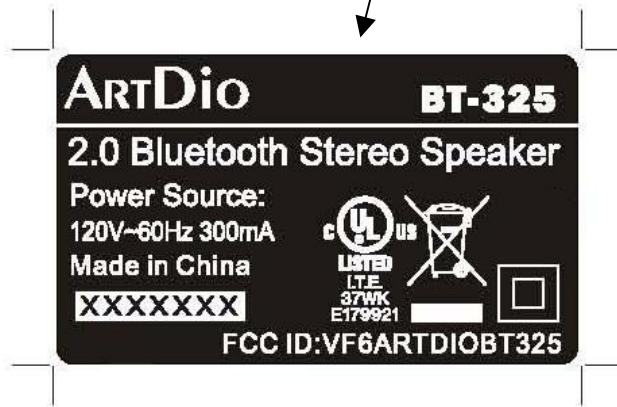 ARTDIO BT-325
2.0 Bluetooth Stereo Speaker
Power Source:
120V~60Hz 300mA
Made in China
XXXXXXX
C UL US
LISTED
I.T.E.
37WK
E179921
FCC ID:VF6ARTDIOBT325